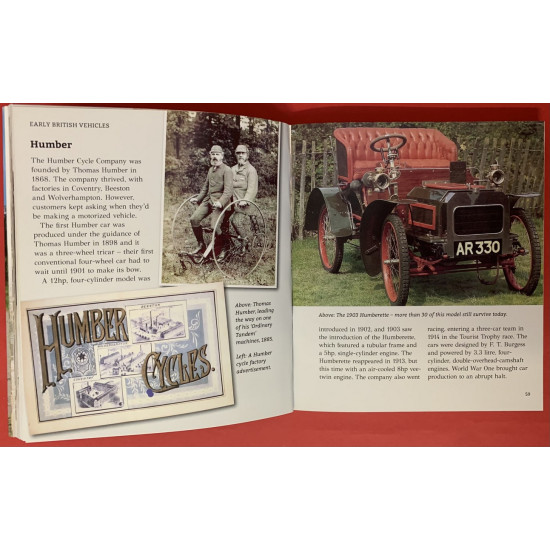 EARLY BRITISH VEHICLES
Humber
The Humber Cycle Company was
founded by Thomas Humber in
1868. The company thrived, with
factories in Coventry, Beeston
and Wolverhampton. However,
customers kept asking when they'd
be making a motorized vehicle.
The first Humber was
produced under the guidance of
Thomas Humber in 1898 and it
was a three-wheel tricar – their first
conventional four-wheel car had to
wait until 1901 to make its bow.
A 12hp, four-cylinder model was
Above: Thomas
Humber, leading
the way on one
of his 'Ordinary
Tandem'
machines, 1885.
Left: A Humber
cycle factory
advertisement.
HUMBER
CYCLES.
AR 330
Above: The 1903 Humberette – more than 30 of this model still survive today.
introduced in 1902, and 1903 saw
the introduction of the Humberette,
which featured a tubular frame and
a 5hp, single-cylinder engine. The
Humberette reappeared in 1913, but
this time with an air-cooled 8hp vee-
twin engine. The company also went
racing, entering a three-car team in
1914 in the Tourist Trophy race. The
cars were designed by F. T. Burgess
and powered by 3.3 litre, four-
cylinder, double-overhead-camshaft
engines. World War One brought car
production to an abrupt halt.